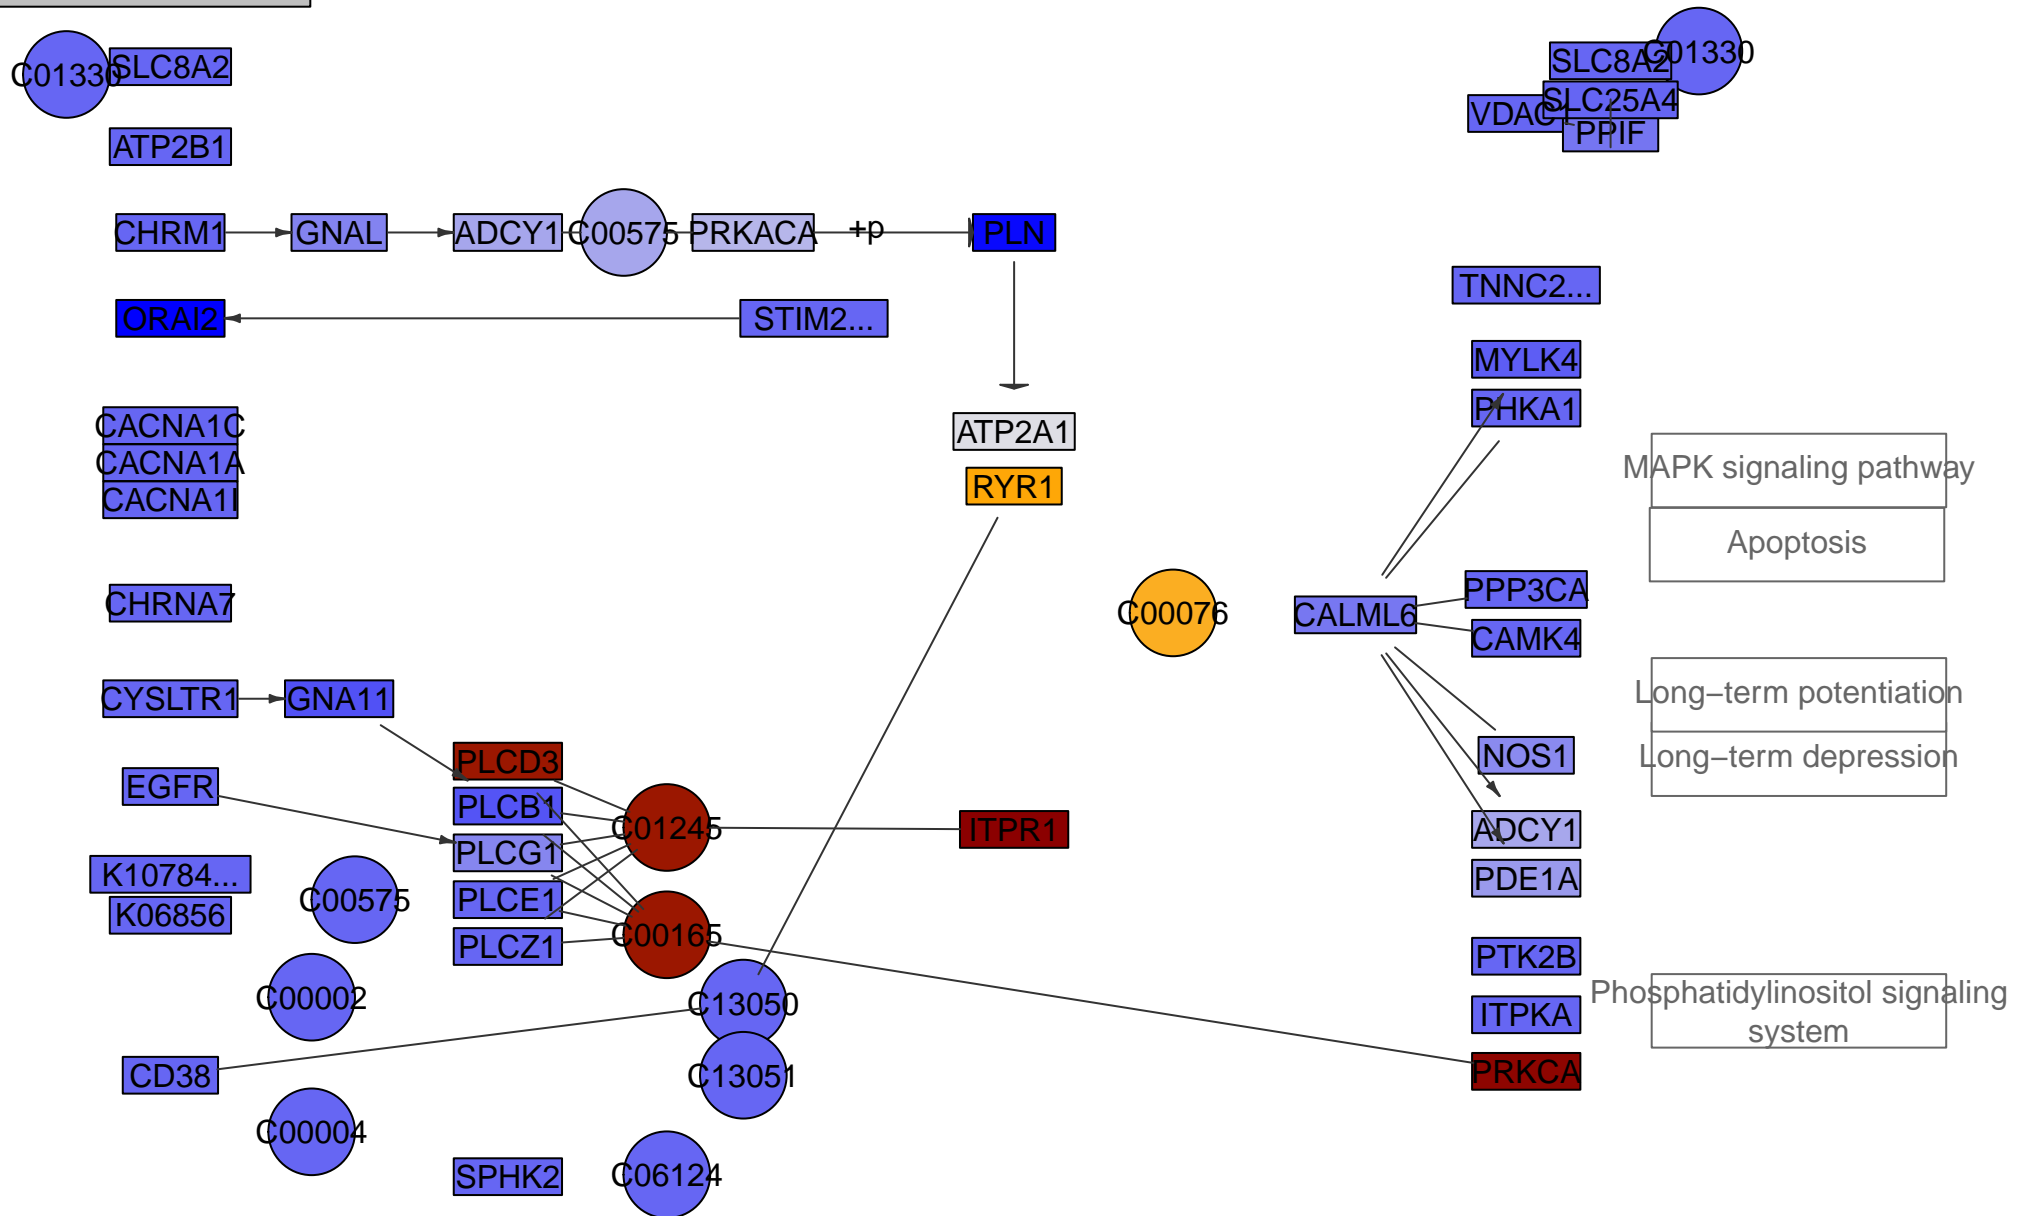 C01330
SLC8A2
SLC8A2
C01330
SLC25A4
VDAC1
PPIF
ATP2B1
CHRM1
GNAL
ADCY1
C00575
PRKACA
+p
PLN
TNNC2...
ORAI2
STIM2...
MYLK4
PHKA1
CACNA1C
CACNA1A
CACNA1I
ATP2A1
RYR1
MAPK signaling pathway
Apoptosis
CHRNA7
C00076
CALML6
PPP3CA
CAMK4
CYSLTR1
GNA11
Long−term potentiation
Long−term depression
NOS1
PLCD3
EGFR
PLCB1
C01245
ITPR1
ADCY1
PLCG1
K10784...
K06856
C00575
PLCE1
PDE1A
PLCZ1
C00165
PTK2B
C00002
C13050
ITPKA
Phosphatidylinositol signaling
system
CD38
C13051
PRKCA
C00004
SPHK2
C06124